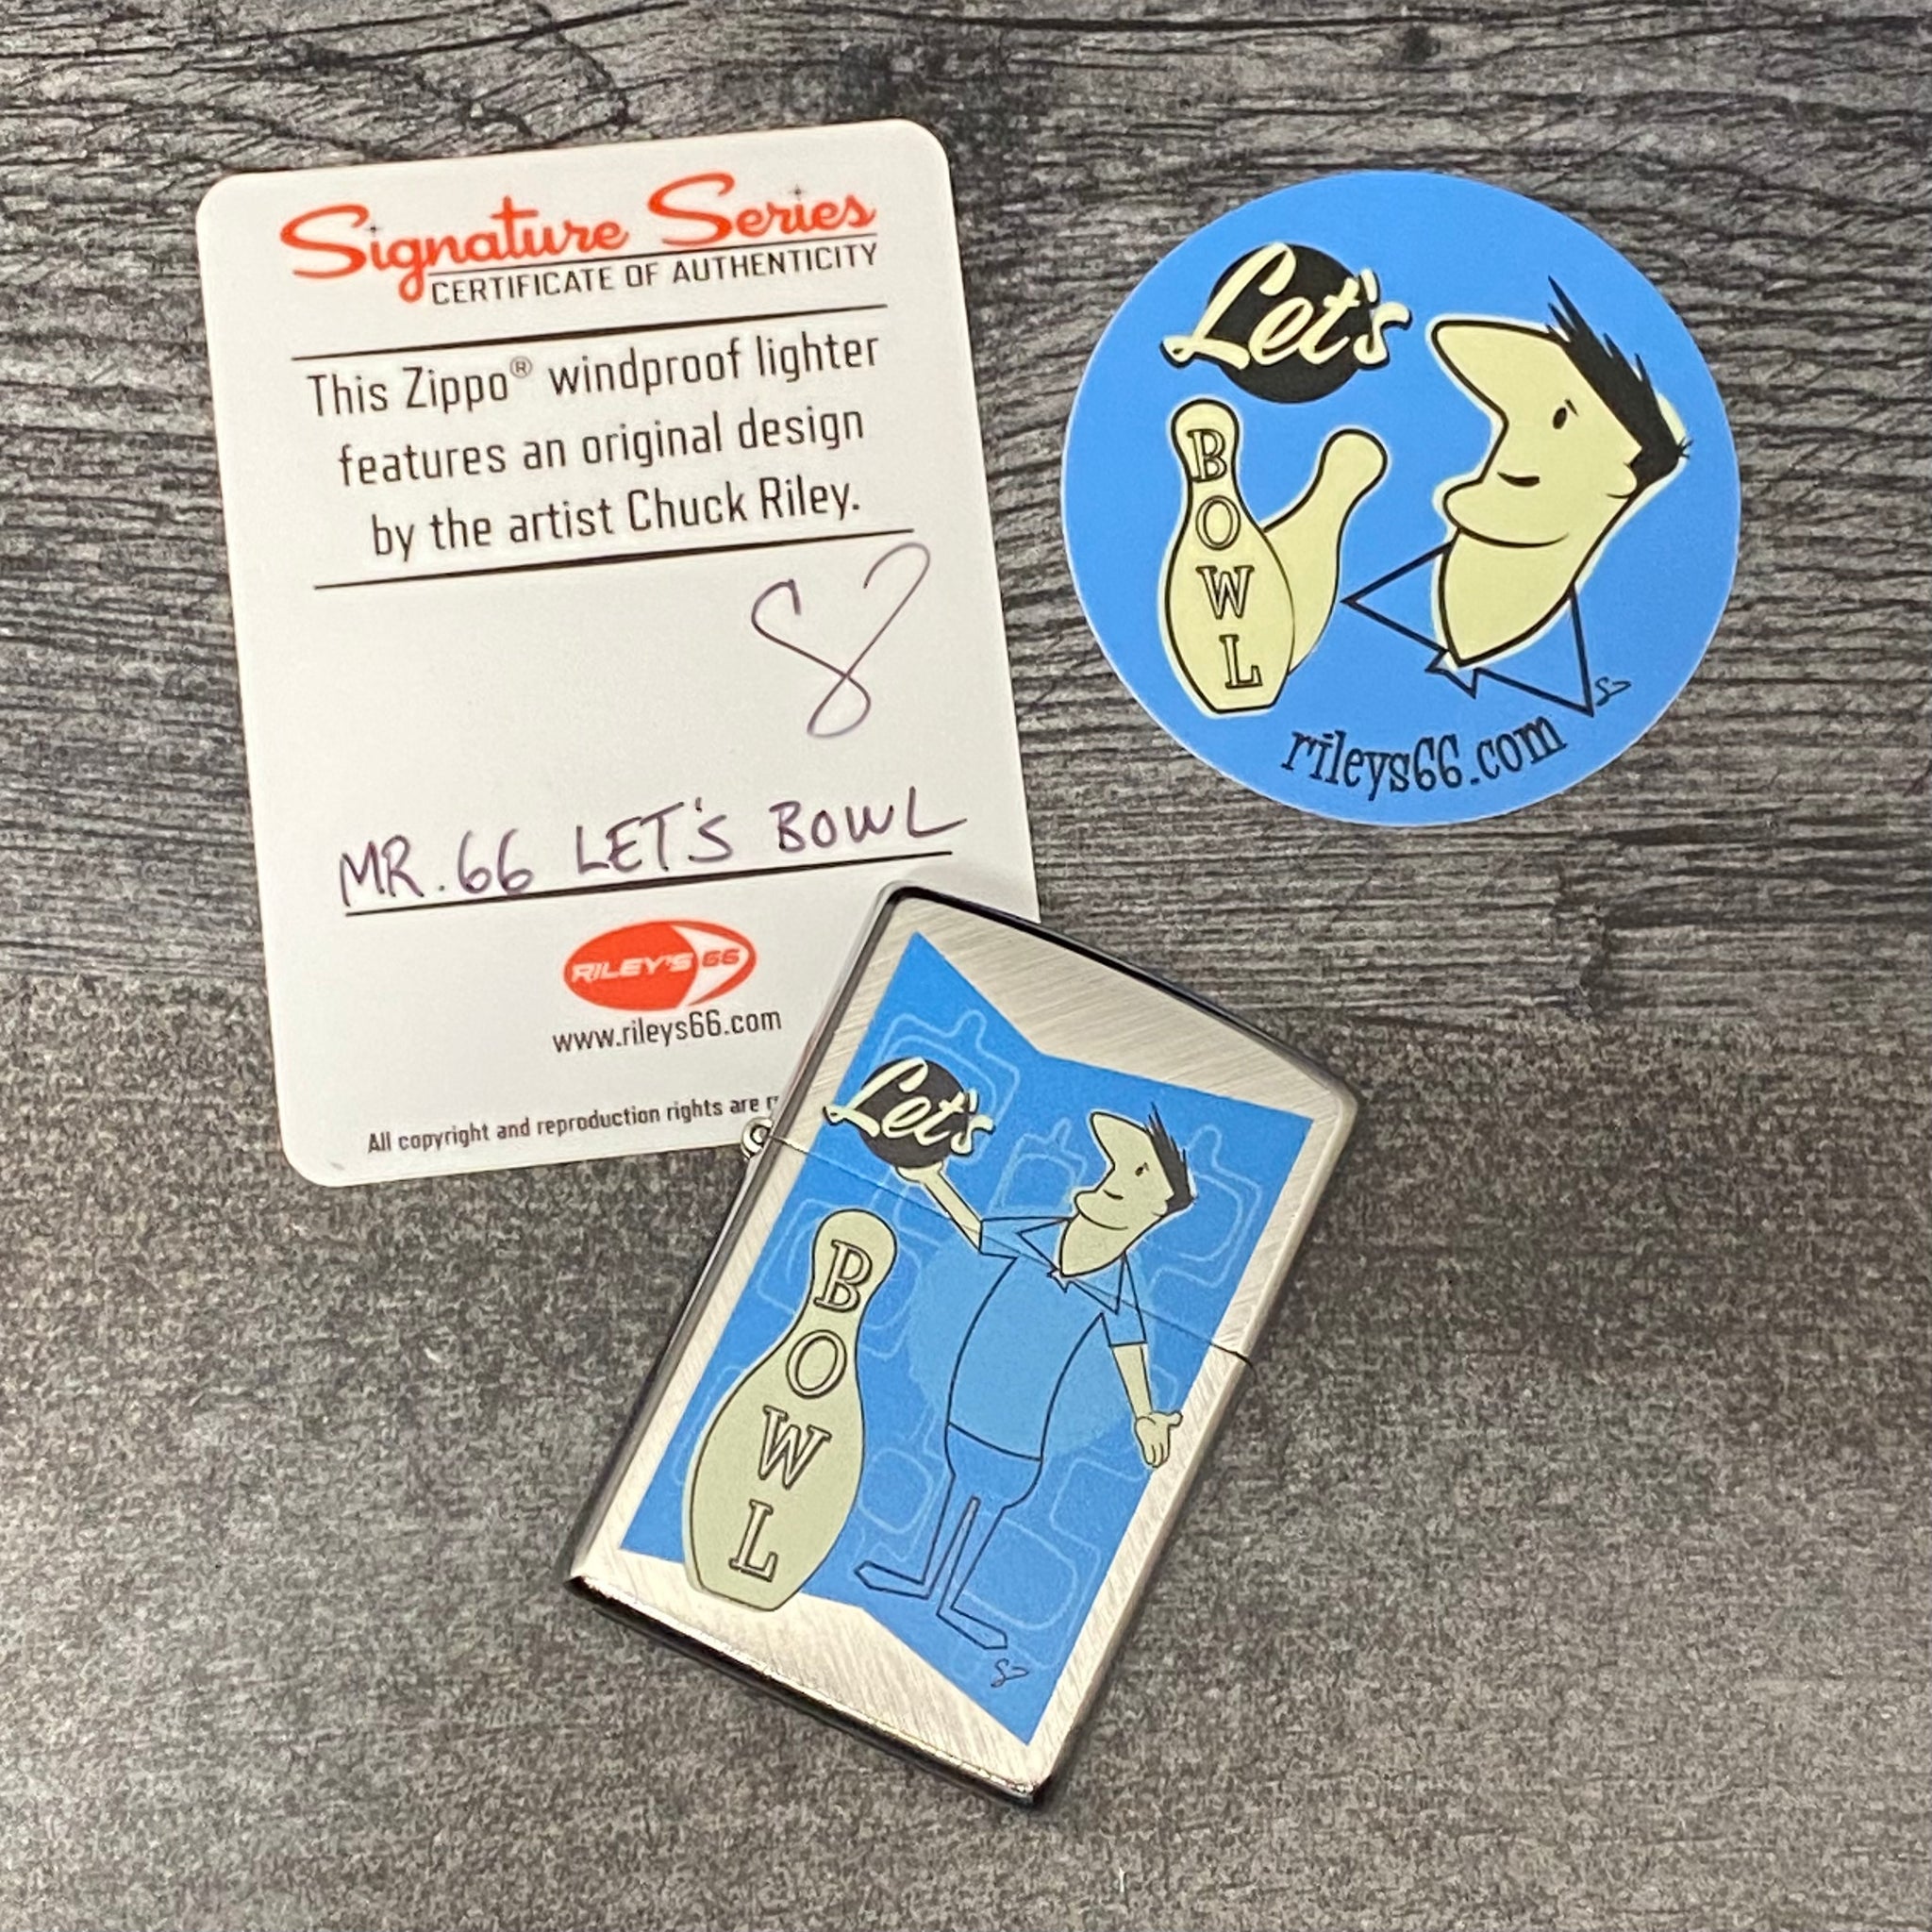 Signature Series
CERTIFICATE OF AUTHENTICITY
This Zippo® windproof lighter
features an original design
by the artist Chuck Riley.
MR. 66 LET'S BOWL
RILEY'S 66
www.rileys66.com
All copyright and reproduction rights are
Let's
BOWL
rileys66.com
Let's
BOWL